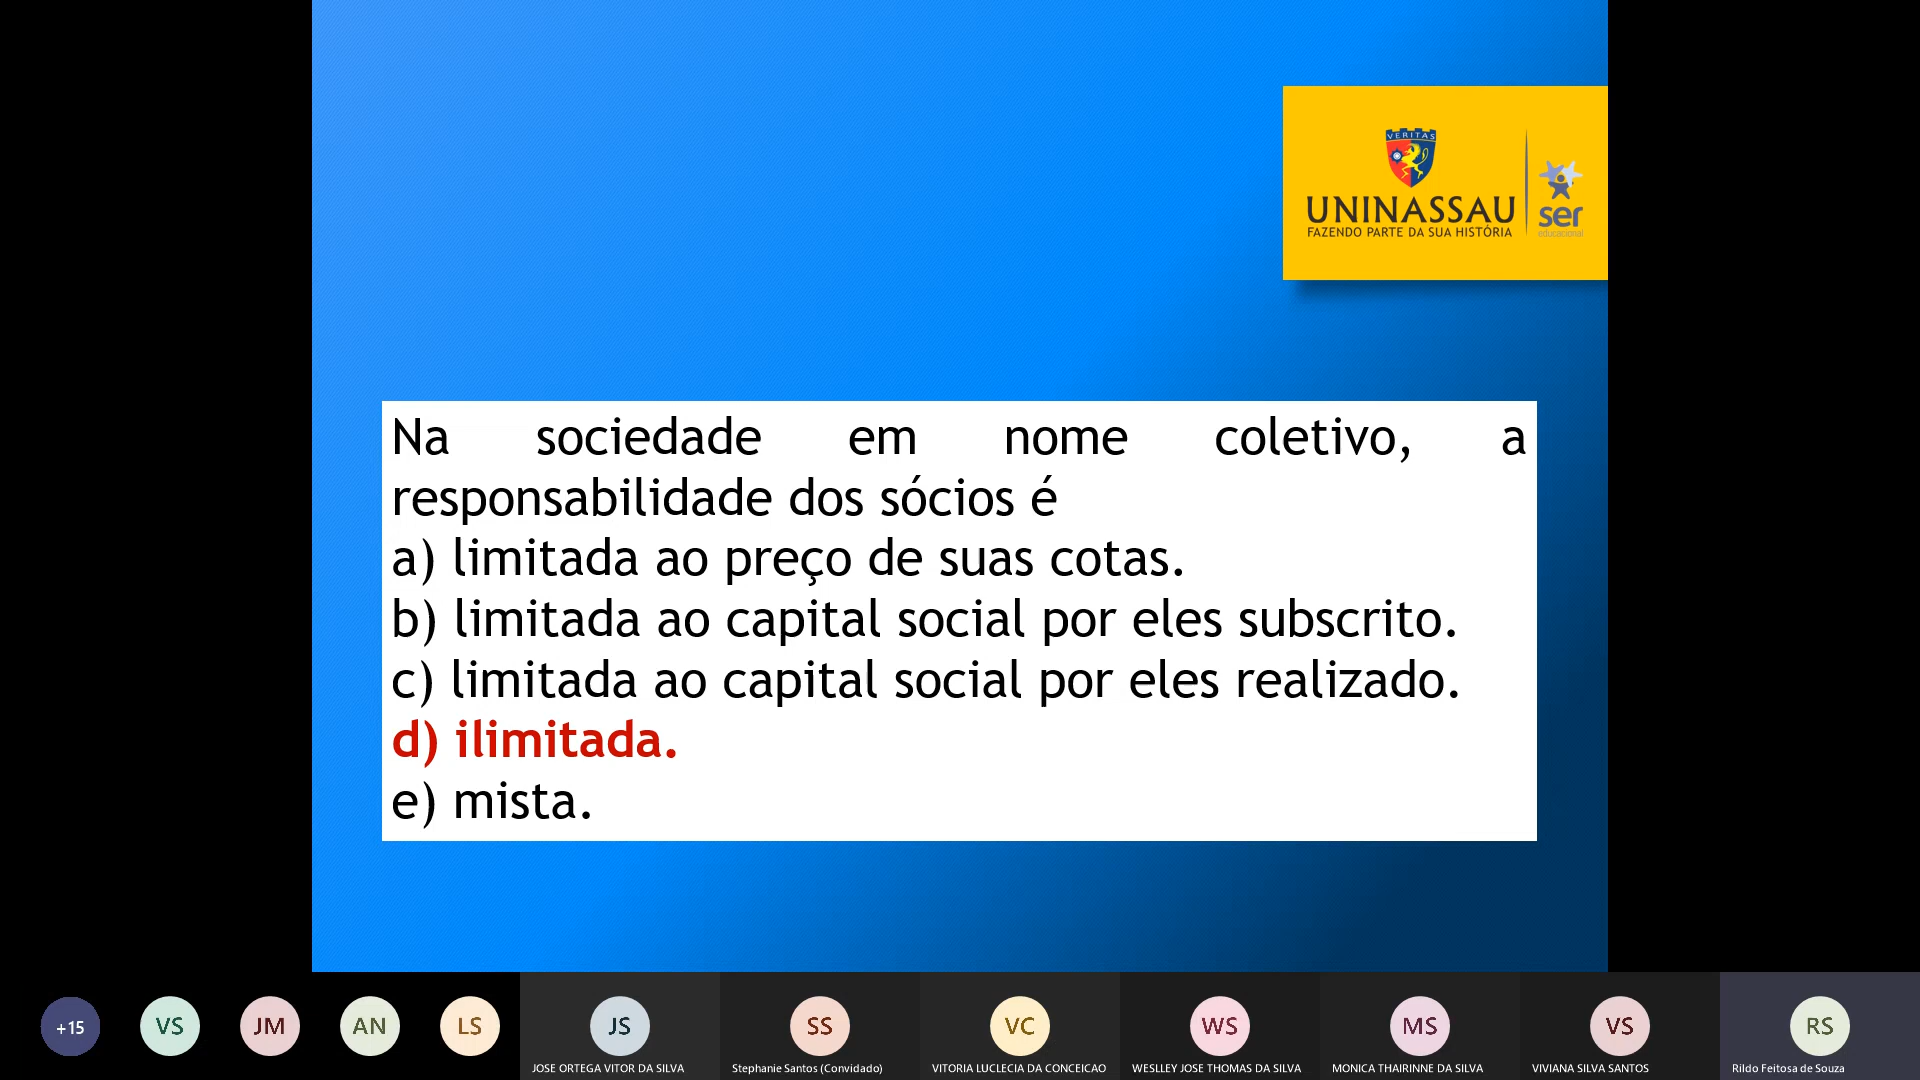 VERITAS
UNINASSAU
FAZENDO PARTE DA SUA HISTÓRIA
ser
educacional
Na sociedade em nome coletivo, a
responsabilidade dos sócios é
a) limitada ao preço de suas cotas.
b) limitada ao capital social por eles subscrito.
c) limitada ao capital social por eles realizado.
d) ilimitada.
e) mista.
+15
VS
JM
AN
LS
JS
SS
VC
WS
MS
VS
RS
JOSE ORTEGA VITOR DA SILVA
Stephanie Santos (Convidado)
VITORIA LUCLECIA DA CONCEICAO
WESLLEY JOSE THOMAS DA SILVA
MONICA THAIRINNE DA SILVA
VIVIANA SILVA SANTOS
Rildo Feitosa de Souza